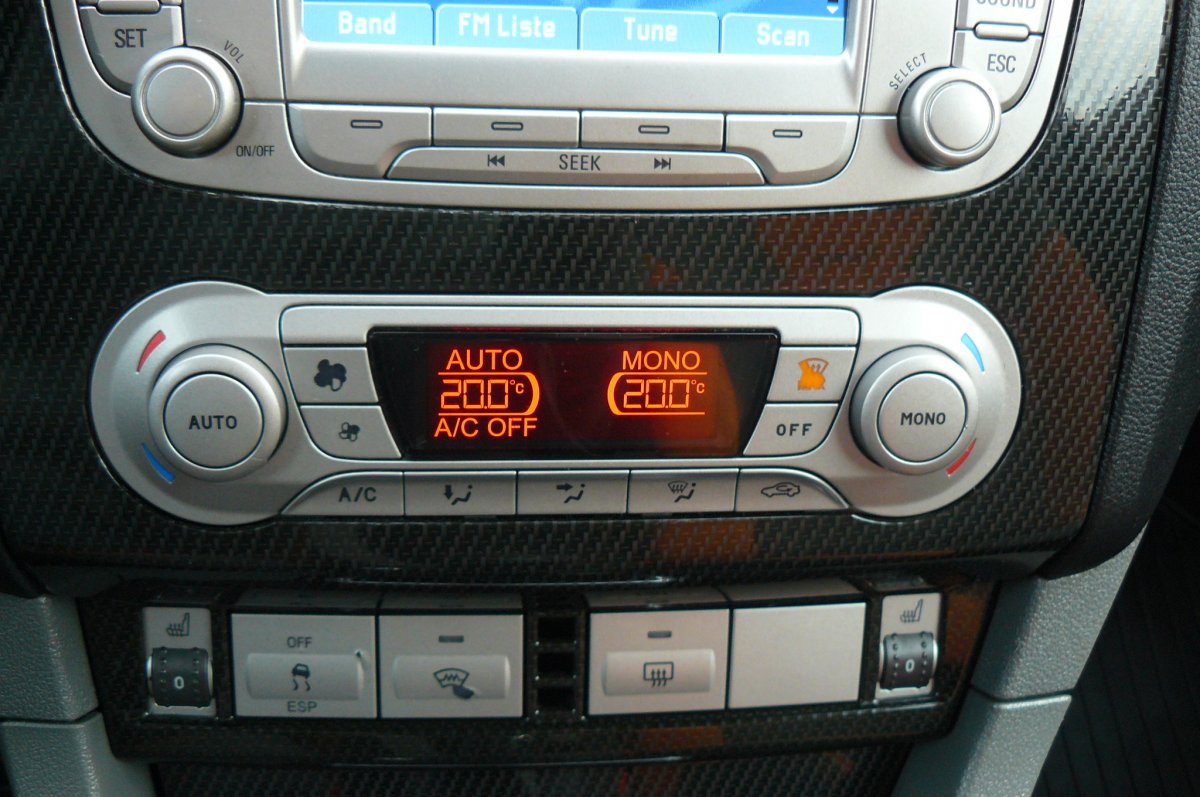 Band FM Liste Tune Scan
SET
SOUND
ESC
VOL
SELECT
ON/OFF
SEEK
AUTO MONO
20.0°C 20.0°C
A/C OFF
AUTO
OFF
MONO
A/C
OFF
ESP
0
0